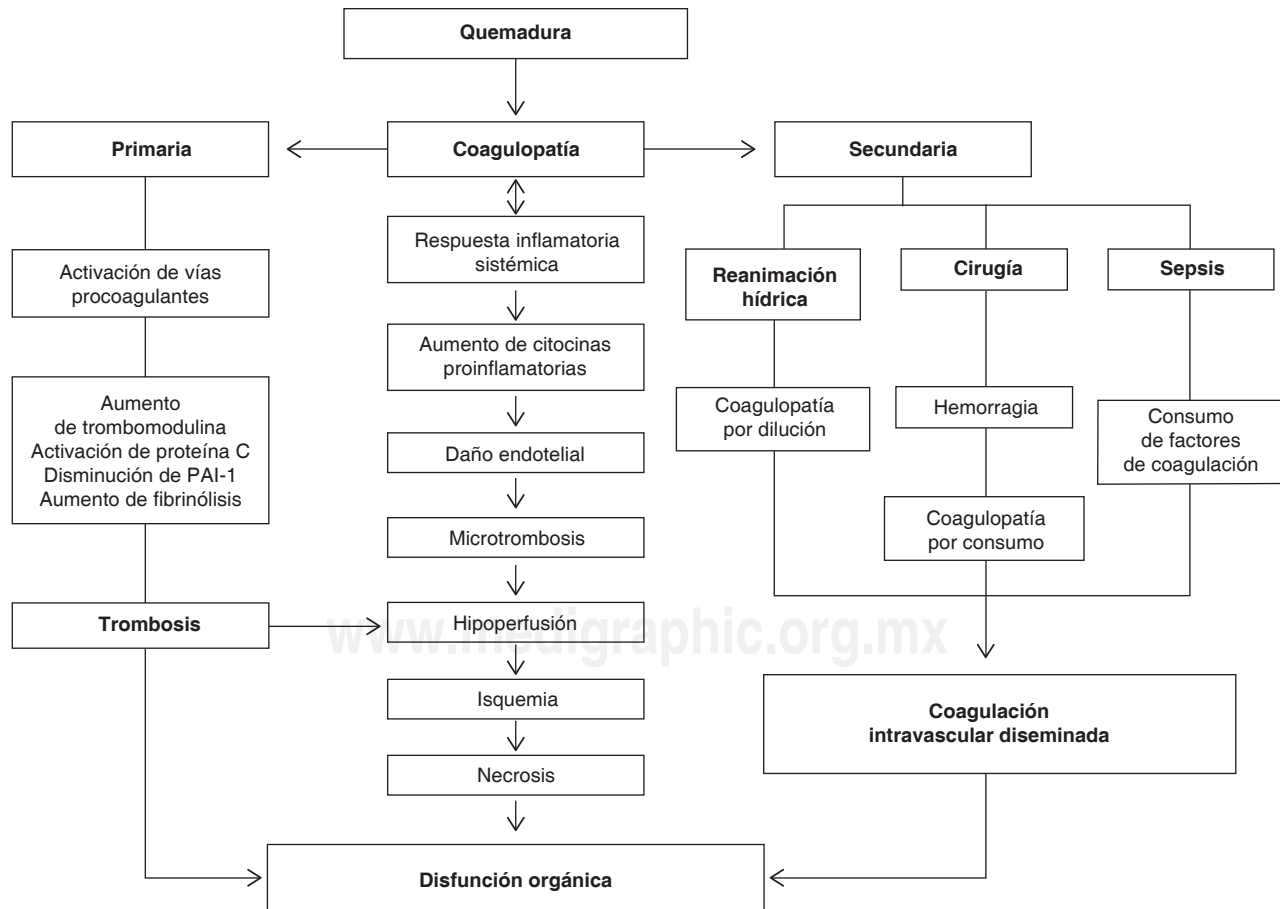 Quemadura
Primaria
Coagulopatía
Secundaria
Activación de vías
procoagulantes
Aumento
de trombomodulina
Activación de proteína C
Disminución de PAI-1
Aumento de fibrinólisis
Trombosis
Respuesta inflamatoria
sistémica
Aumento de citocinas
proinflamatorias
Daño endotelial
Microtrombosis
Hipoperfusión
Isquemia
Necrosis
Reanimación
hídrica
Coagulopatía
por dilución
Cirugía
Hemorragia
Coagulopatía
por consumo
Sepsis
Consumo
de factores
de coagulación
Coagulación
intravascular diseminada
Disfunción orgánica
www.medigraphic.org.mx